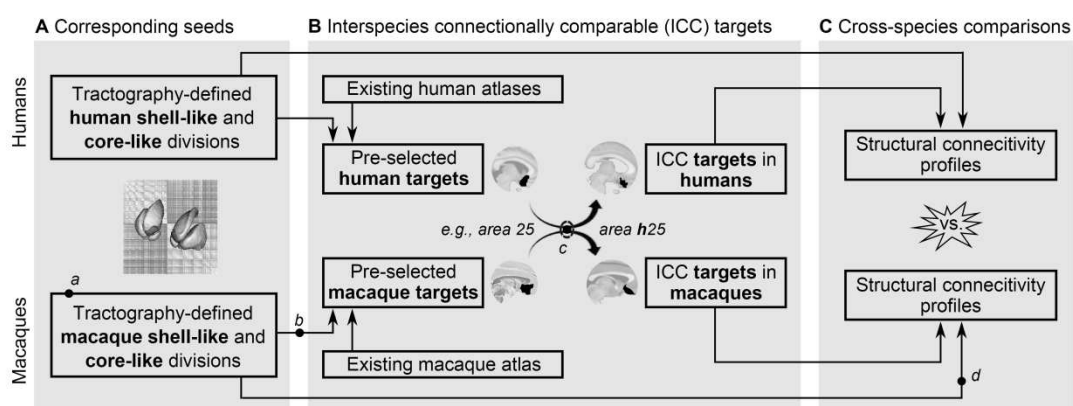 A Corresponding seeds
B Interspecies connectionally comparable (ICC) targets
C Cross-species comparisons
Humans
Tractography-defined
human shell-like and
core-like divisions
Existing human atlases
Pre-selected
human targets
ICC targets in
humans
Structural connecitivity
profiles
e.g., area 25
c
area h25
vs.
Macaques
a
Tractography-defined
macaque shell-like and
core-like divisions
b
Pre-selected
macaque targets
Existing macaque atlas
ICC targets in
macaques
Structural connecitivity
profiles
d